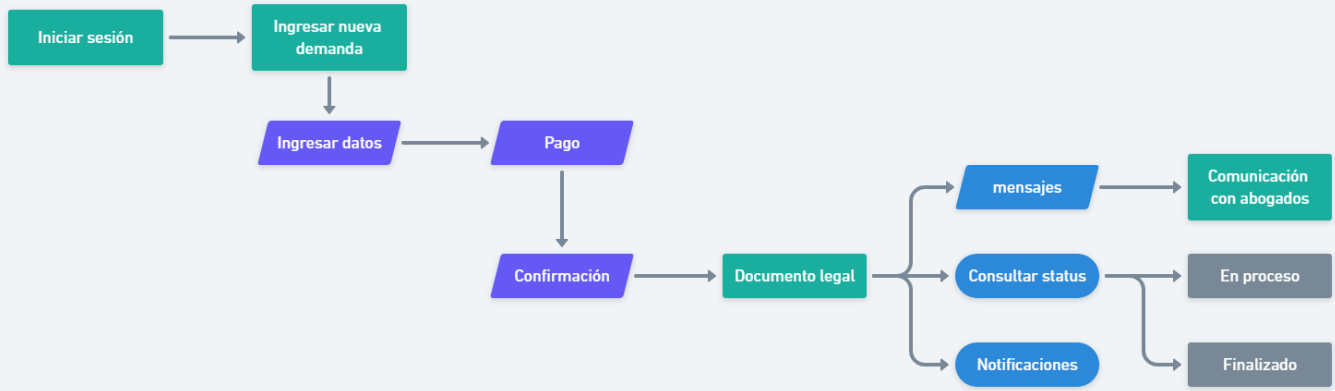 Iniciar sesión
Ingresar nueva
demanda
Ingresar datos
Pago
Confirmación
Documento legal
mensajes
Comunicación
con abogados
Consultar status
En proceso
Notificaciones
Finalizado